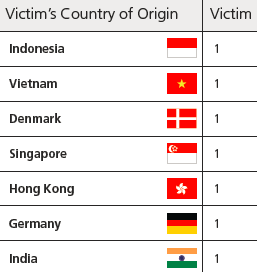 Victim's Country of Origin Victim
Indonesia 1
Vietnam 1
Denmark 1
Singapore 1
Hong Kong 1
Germany 1
India 1